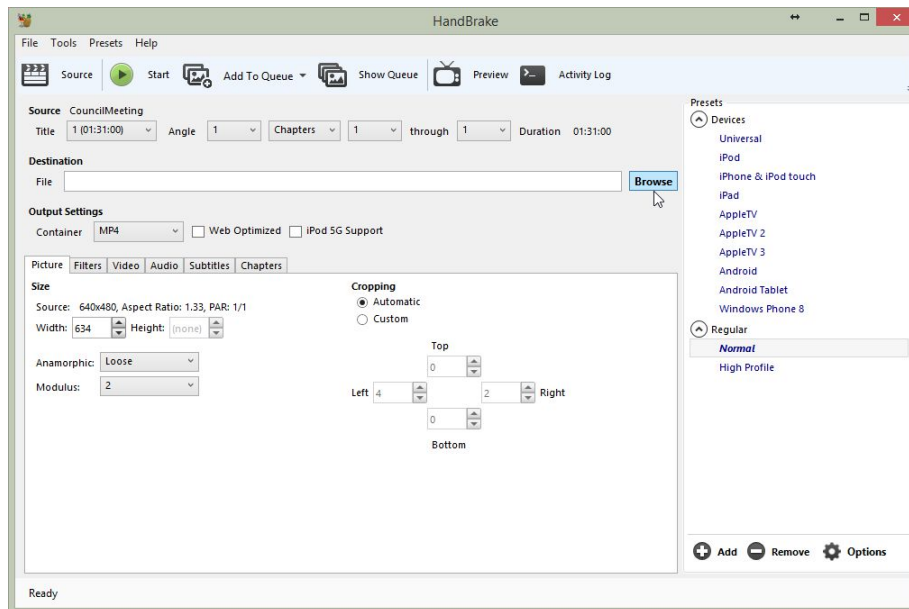 HandBrake
File Tools Presets Help
Source Start Add To Queue Show Queue Preview Activity Log
Source CouncilMeeting
Title 1 (01:31:00) Angle 1 Chapters 1 through 1 Duration 01:31:00
Destination
File Browse
Output Settings
Container MP4 Web Optimized iPod 5G Support
Picture Filters Video Audio Subtitles Chapters
Size
Source: 640x480, Aspect Ratio: 1.33, PAR: 1/1
Width: 634 Height: (none)
Anamorphic: Loose
Modulus: 2
Cropping
Automatic
Custom
Top
0
Left 4 2 Right
0
Bottom
Presets
Devices
Universal
iPod
iPhone & iPod touch
iPad
AppleTV
AppleTV 2
AppleTV 3
Android
Android Tablet
Windows Phone 8
Regular
Normal
High Profile
Add Remove Options
Ready